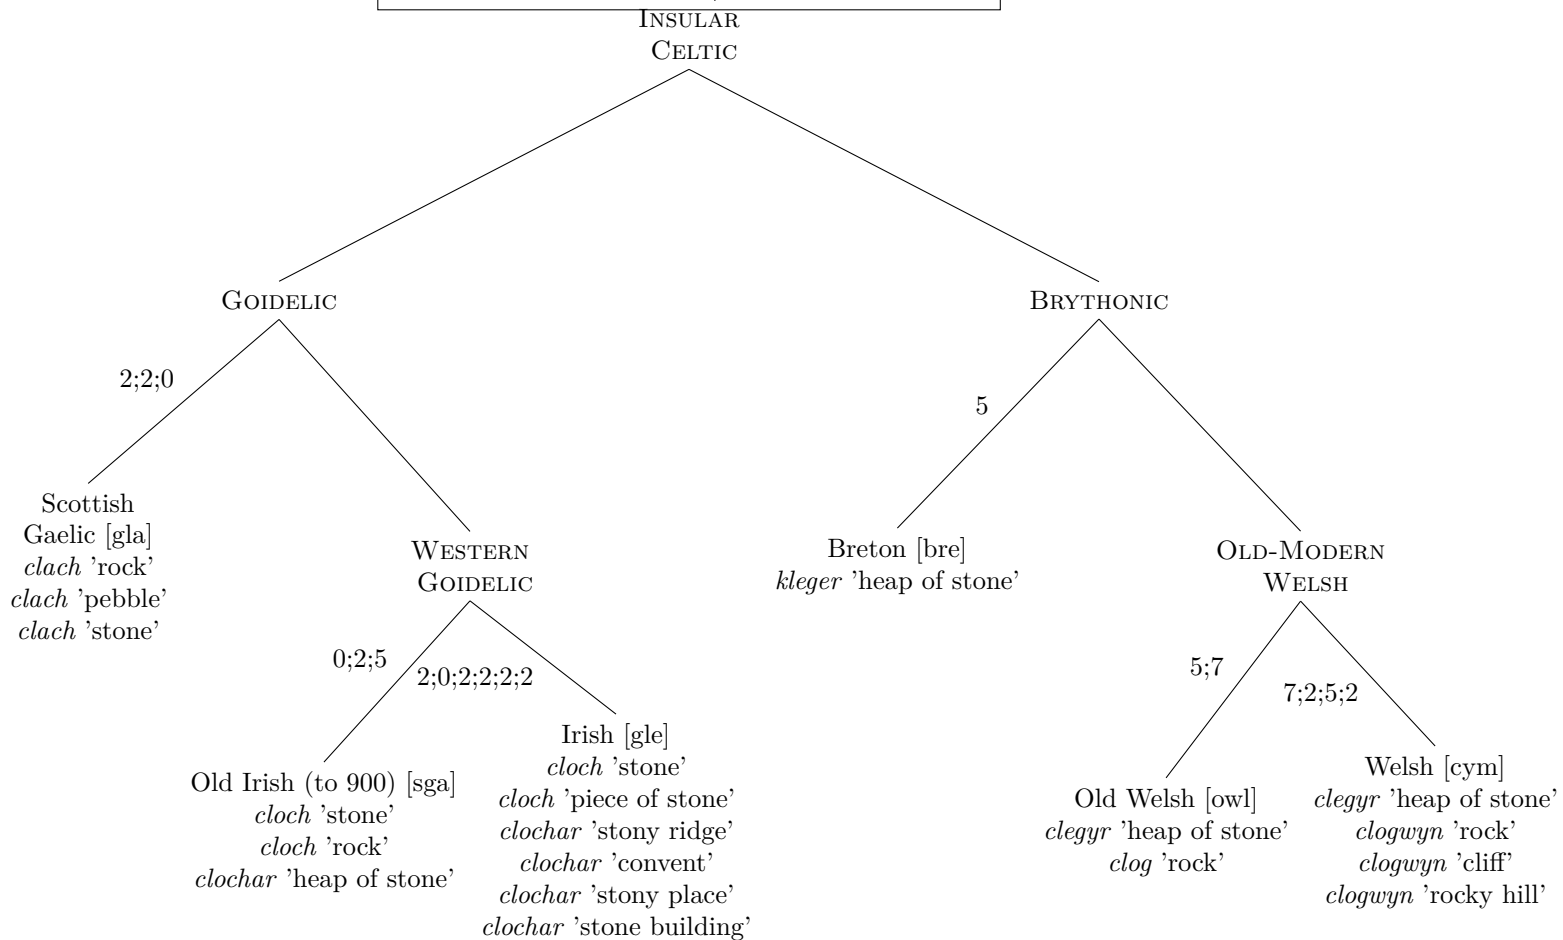 INSULAR
CELTIC
GOIDELIC
BRYTHONIC
2;2;0
5
Scottish
Gaelic [gla]
clach 'rock'
clach 'pebble'
clach 'stone'
WESTERN
GOIDELIC
Breton [bre]
kleger 'heap of stone'
OLD-MODERN
WELSH
0;2;5
2;0;2;2;2;2
5;7
7;2;5;2
Old Irish (to 900) [sga]
cloch 'stone'
cloch 'rock'
clochar 'heap of stone'
Irish [gle]
cloch 'stone'
cloch 'piece of stone'
clochar 'stony ridge'
clochar 'convent'
clochar 'stony place'
clochar 'stone building'
Old Welsh [owl]
clegyr 'heap of stone'
clog 'rock'
Welsh [cym]
clegyr 'heap of stone'
clogwyn 'rock'
clogwyn 'cliff'
clogwyn 'rocky hill'